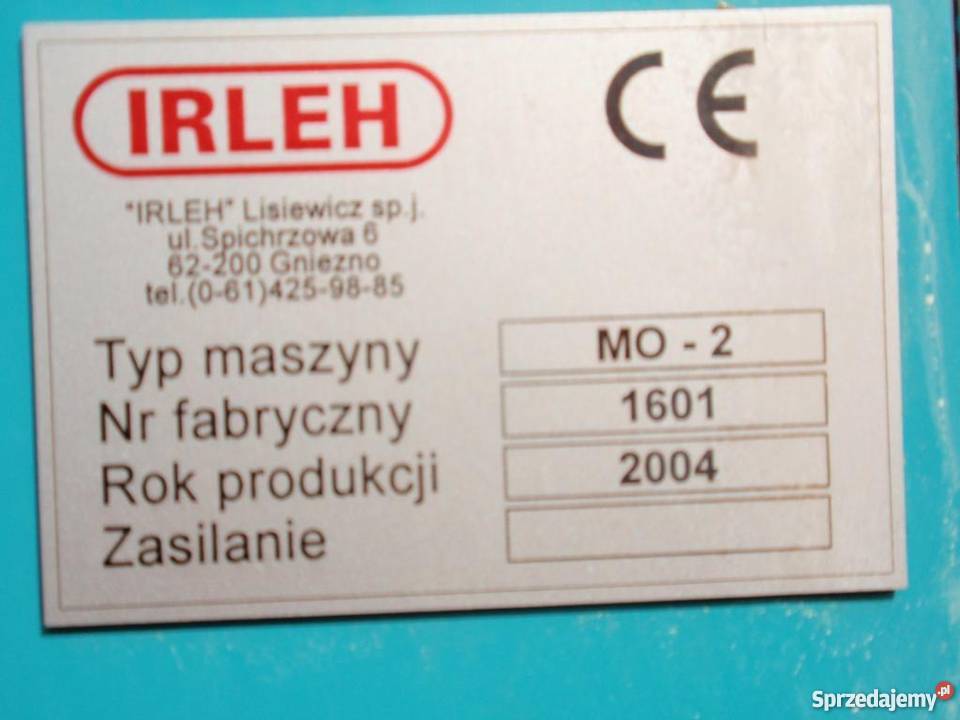 IRLEH
CE
"IRLEH" Lisiewicz sp.j.
ul.Spichrzowa 6
62-200 Gniezno
tel.(0-61)425-98-85
Typ maszyny MO - 2
Nr fabryczny 1601
Rok produkcji 2004
Zasilanie
Sprzedajemy.pl